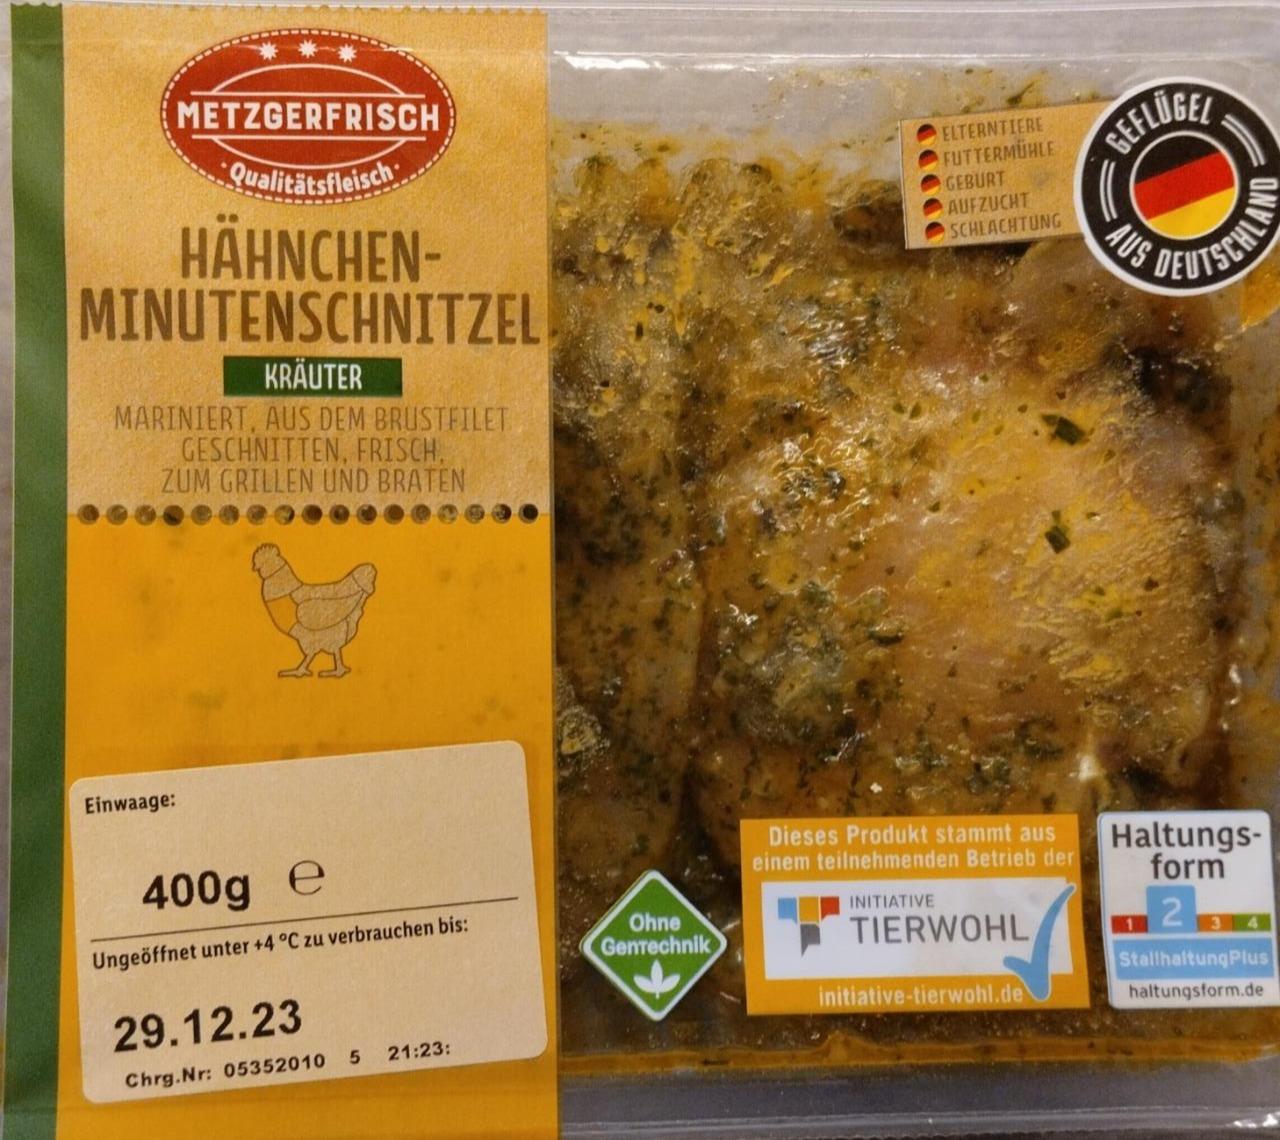 METZGERFRISCH
· Qualitätsfleisch ·
HÄHNCHEN-
MINUTENSCHNITZEL
KRÄUTER
MARINIERT, AUS DEM BRUSTFILET
GESCHNITTEN, FRISCH,
ZUM GRILLEN UND BRATEN
Einwaage:
400g ℮
Ungeöffnet unter +4 °C zu verbrauchen bis:
29.12.23
Chrg.Nr: 05352010 5 21:23:
ELTERNTIERE
FUTTERMÜHLE
GEBURT
AUFZUCHT
SCHLACHTUNG
GEFLÜGEL
AUS DEUTSCHLAND
Ohne
GenTechnik
Dieses Produkt stammt aus
einem teilnehmenden Betrieb der
INITIATIVE
TIERWOHL
initiative-tierwohl.de
Haltungs-
form
1 2 3 4
StallhaltungPlus
haltungsform.de